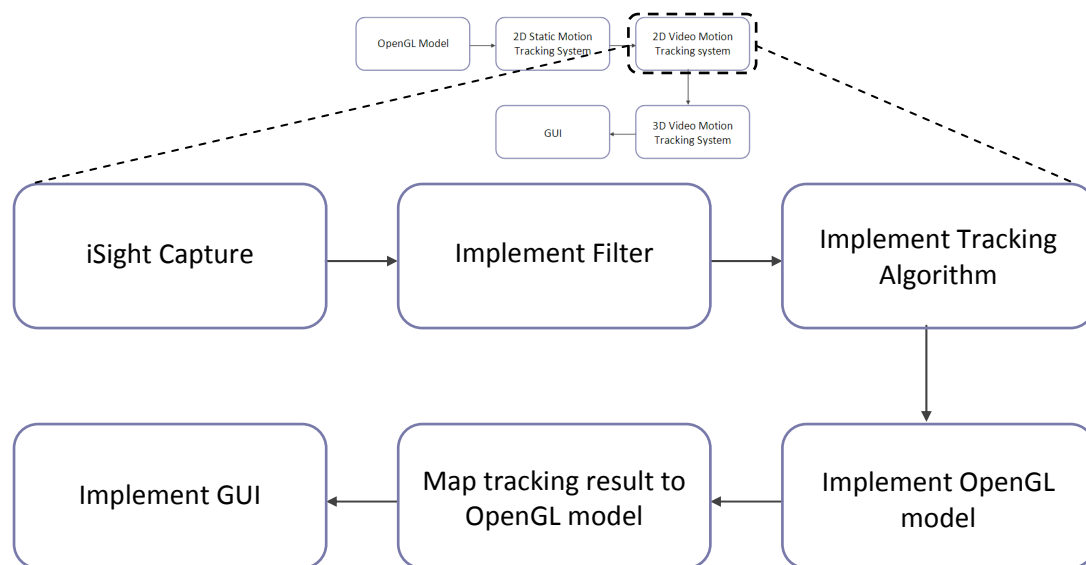 OpenGL Model
2D Static Motion
Tracking System
2D Video Motion
Tracking system
GUI
3D Video Motion
Tracking System
iSight Capture
Implement Filter
Implement Tracking
Algorithm
Implement GUI
Map tracking result to
OpenGL model
Implement OpenGL
model